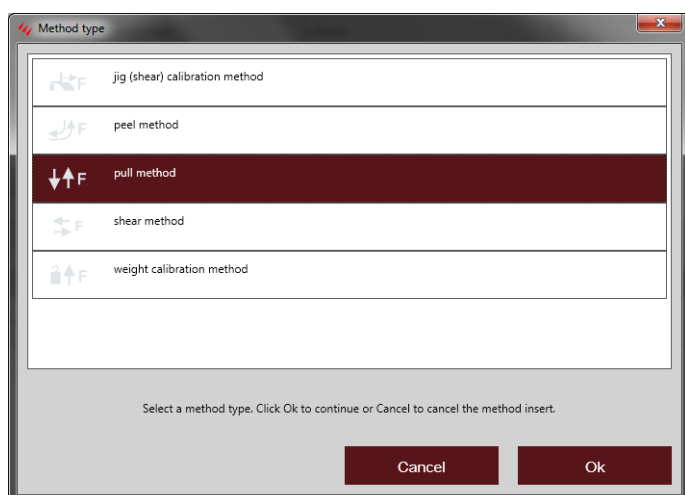 Method type
F jig (shear) calibration method
F peel method
F pull method
F shear method
F weight calibration method
Select a method type. Click Ok to continue or Cancel to cancel the method insert.
Cancel Ok